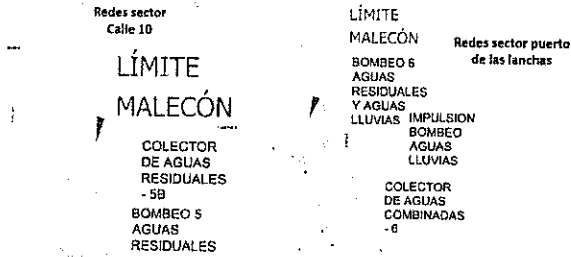 Redes sector
Calle 10
LÍMITE
MALECÓN
COLECTOR
DE AGUAS
RESIDUALES
- 5B
BOMBEO 5
AGUAS
RESIDUALES
LÍMITE
MALECÓN
Redes sector puerto
de las lanchas
BOMBEO 6
AGUAS
RESIDUALES
Y AGUAS
LLUVIAS
IMPULSION
BOMBEO
AGUAS
LLUVIAS
COLECTOR
DE AGUAS
COMBINADAS
- 6